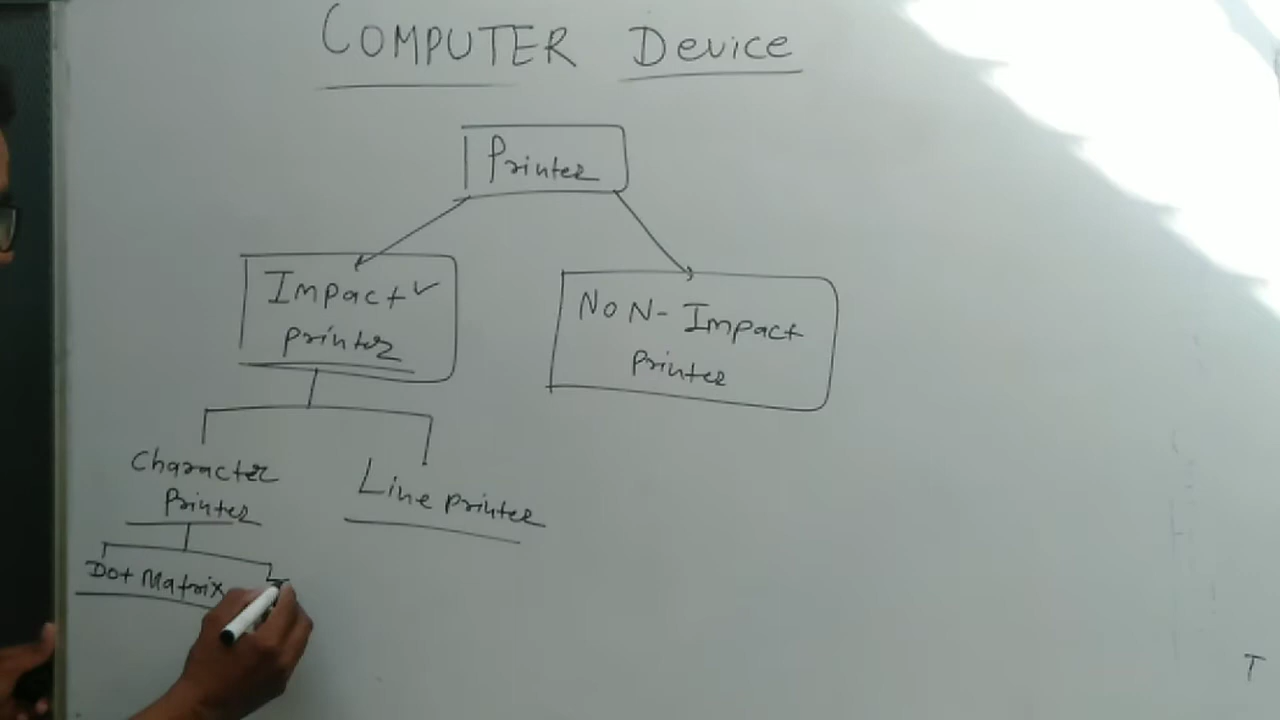 COMPUTER Device
Printer
Impact
printer
NON-Impact
Printer
Character
Printer
Line printer
Dot Matrix
T